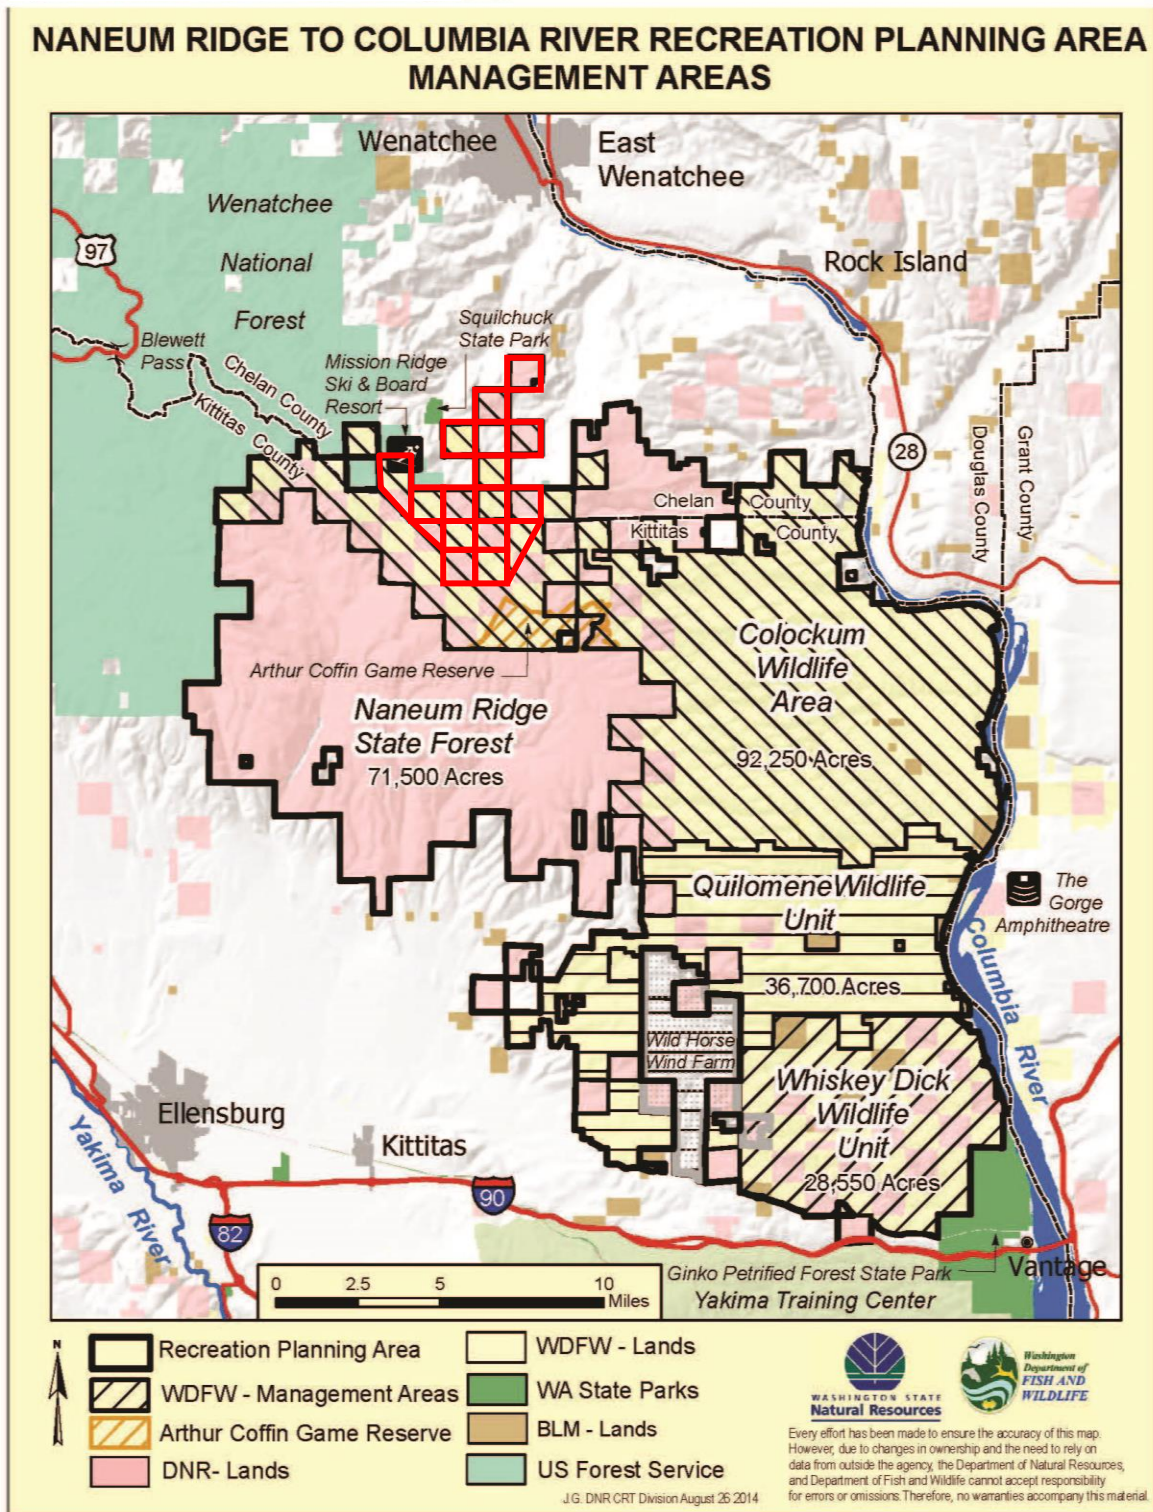 NANEUM RIDGE TO COLUMBIA RIVER RECREATION PLANNING AREA
MANAGEMENT AREAS
Wenatchee
East
Wenatchee
Wenatchee
National
Forest
97
Rock Island
Blewett
Pass
Chelan County
Kittitas County
Squilchuck
State Park
Mission Ridge
Ski & Board
Resort
28
Douglas County
Grant County
Chelan County
Kittitas County
Colockum
Wildlife
Area
92,250 Acres
Arthur Coffin Game Reserve
Naneum Ridge
State Forest
71,500 Acres
Quilomene Wildlife
Unit
36,700 Acres
The
Gorge
Amphitheatre
Columbia River
Wild Horse
Wind Farm
Whiskey Dick
Wildlife
Unit
28,550 Acres
Ellensburg
Kittitas
Yakima River
90
82
Vantage
Ginko Petrified Forest State Park
Yakima Training Center
0 2.5 5 10
Miles
N
Recreation Planning Area
WDFW - Management Areas
Arthur Coffin Game Reserve
DNR- Lands
WDFW - Lands
WA State Parks
BLM - Lands
US Forest Service
WASHINGTON STATE
Natural Resources
Washington
Department of
FISH AND
WILDLIFE
Every effort has been made to ensure the accuracy of this map.
However, due to changes in ownership and the need to rely on
data from outside the agency, the Department of Natural Resources,
and Department of Fish and Wildlife cannot accept responsibility
for errors or omissions. Therefore, no warranties accompany this material.
J.G. DNR CRT Division August 26 2014